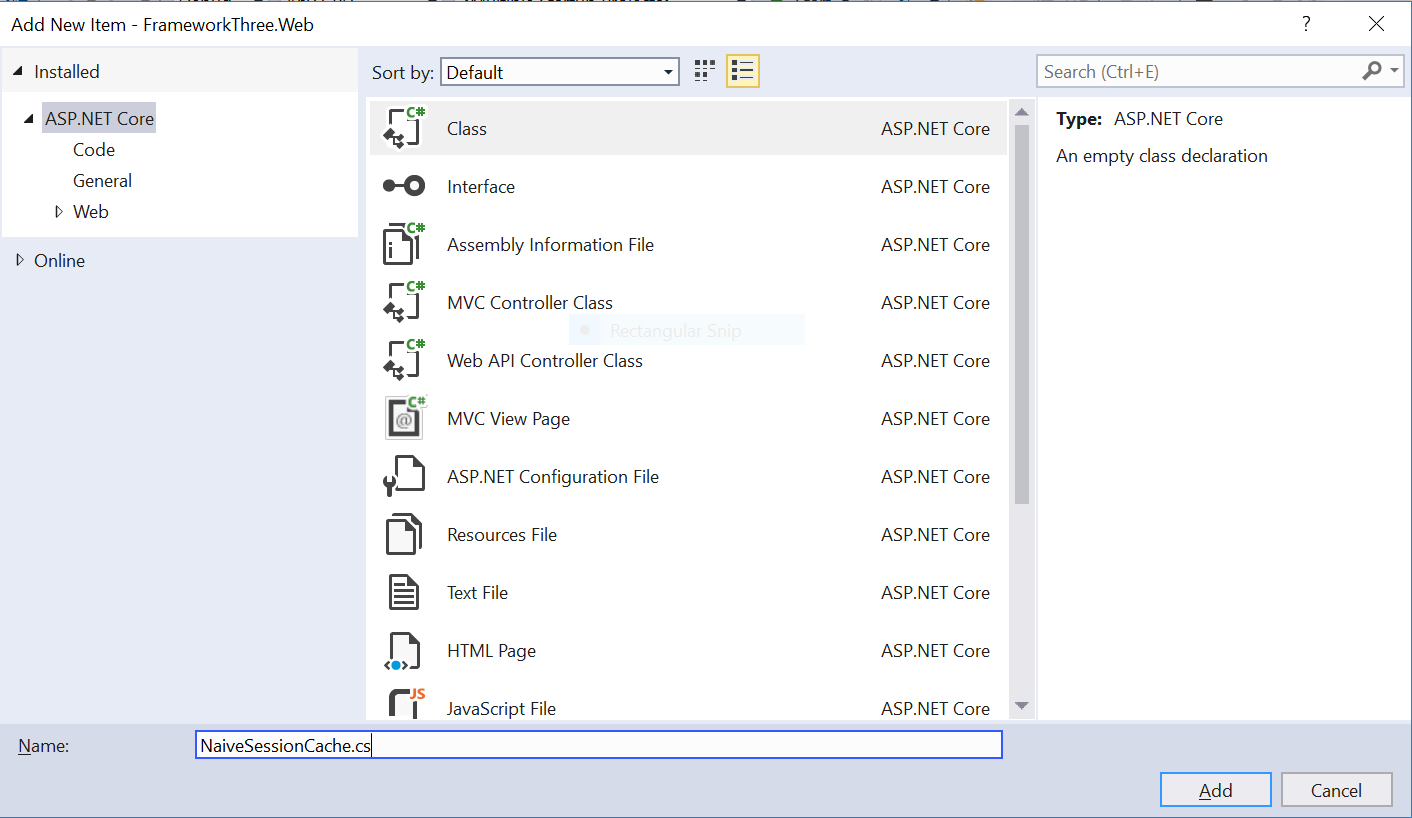 Add New Item - FrameworkThree.Web
?
Installed
Sort by: Default
Search (Ctrl+E)
ASP.NET Core
Code
General
Web
Online
C# Class ASP.NET Core
Interface ASP.NET Core
C# Assembly Information File ASP.NET Core
C# MVC Controller Class ASP.NET Core
Rectangular Snip
C# Web API Controller Class ASP.NET Core
C# @ MVC View Page ASP.NET Core
ASP.NET Configuration File ASP.NET Core
Resources File ASP.NET Core
Text File ASP.NET Core
HTML Page ASP.NET Core
JS JavaScript File ASP.NET Core
Type: ASP.NET Core
An empty class declaration
Name: NaiveSessionCache.cs
Add Cancel